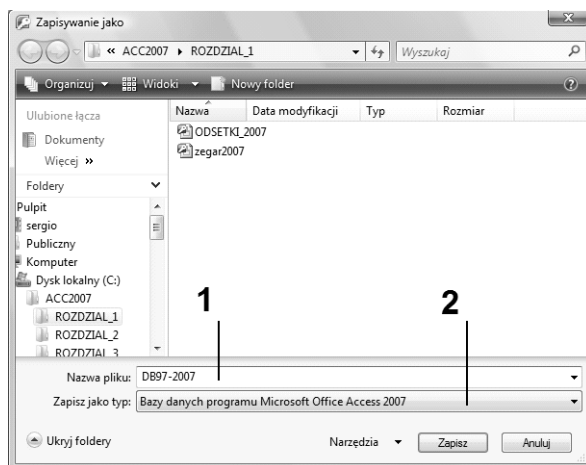 Zapisywanie jako
« ACC2007 ▸ ROZDZIAL_1
Wyszukaj
Organizuj Widoki New folder
Ulubione łącza
Dokumenty
Więcej »
Foldery
Pulpit
sergio
Publiczny
Komputer
Dysk lokalny (C:)
ACC2007
ROZDZIAL_1
ROZDZIAL_2
ROZDZIAL_3
Nazwa Data modyfikacji Typ Rozmiar
ODSETKI_2007
zegar2007
1
2
Nazwa pliku: DB97-2007
Zapisz jako typ: Bazy danych programu Microsoft Office Access 2007
Ukryj foldery
Narzędzia Zapisz Anuluj